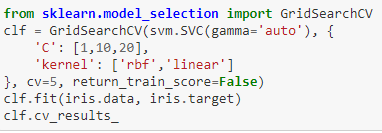 from sklearn.model_selection import GridSearchCV
clf = GridSearchCV(svm.SVC(gamma='auto'), {
    'C': [1,10,20],
    'kernel': ['rbf','linear']
}, cv=5, return_train_score=False)
clf.fit(iris.data, iris.target)
clf.cv_results_